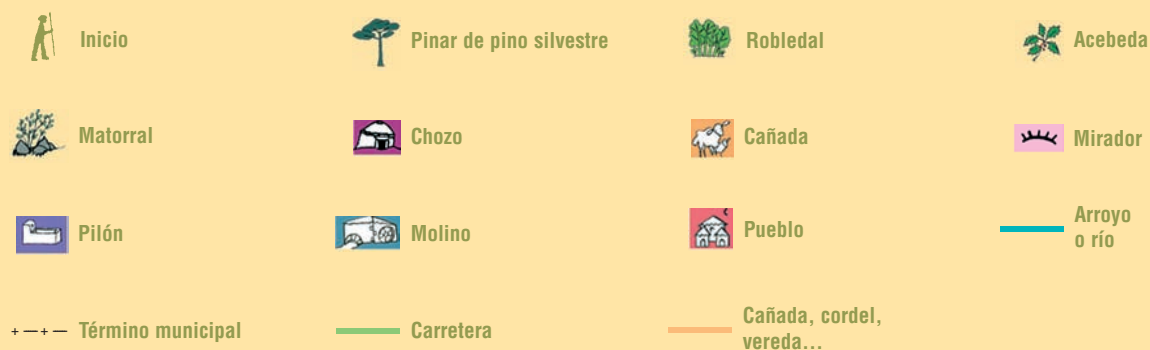 Inicio
Pinar de pino silvestre
Robledal
Acebeda
Matorral
Chozo
Cañada
Mirador
Pilón
Molino
Pueblo
Arroyo
o río
Término municipal
Carretera
Cañada, cordel,
vereda...